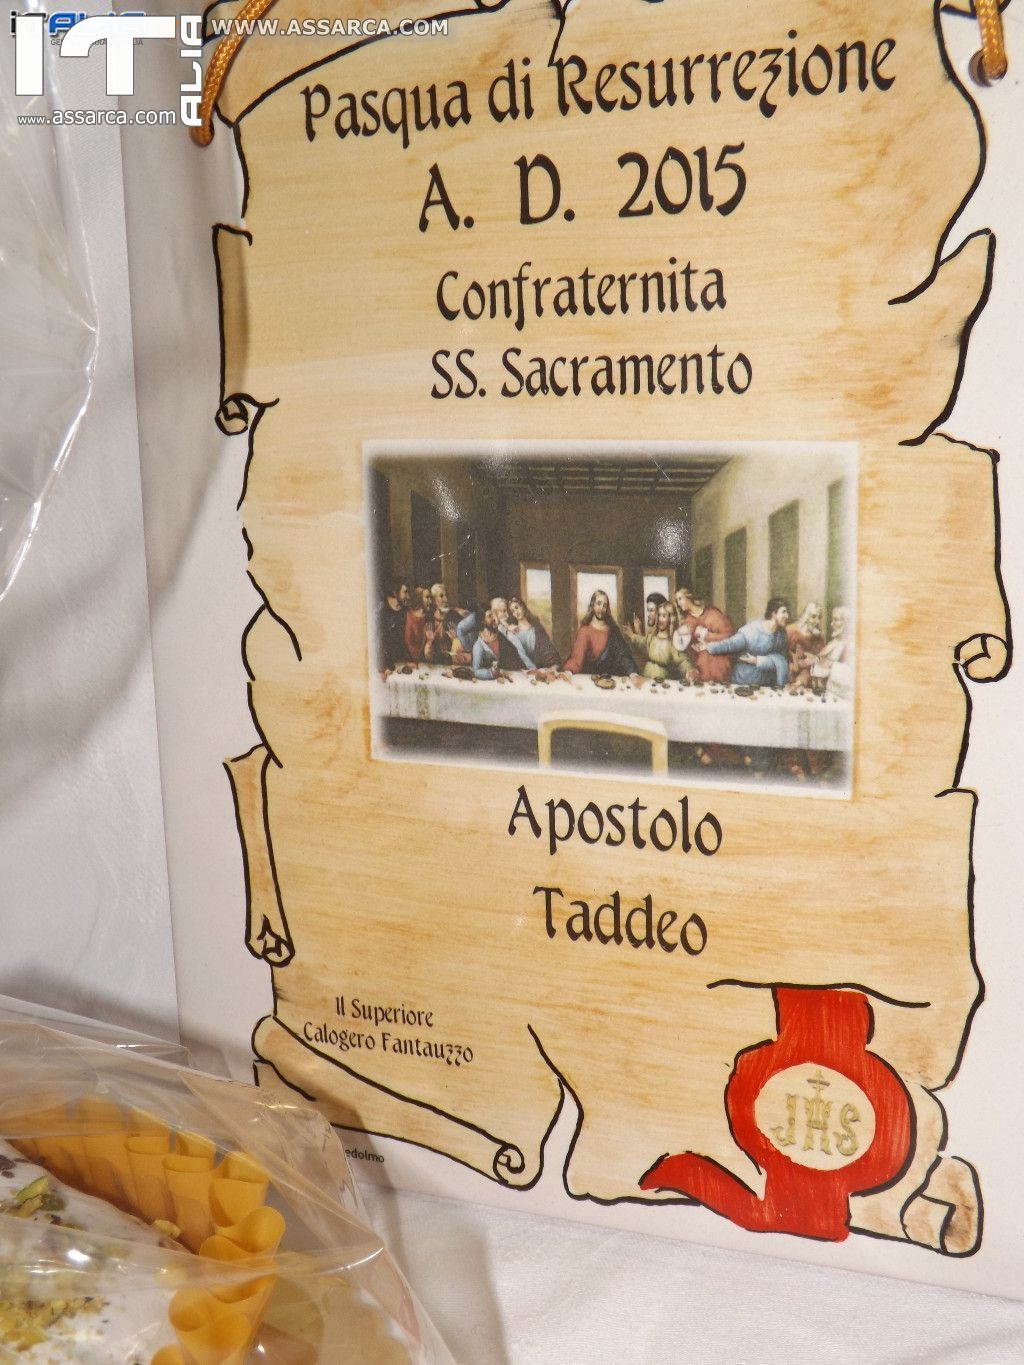 WWW.ASSARCA.COM
IT
ALIA
www.assarca.com
Pasqua di Resurrezione
A. D. 2015
Confraternita
SS. Sacramento
Apostolo
Taddeo
Il Superiore
Calogero Fantauzzo
JHS